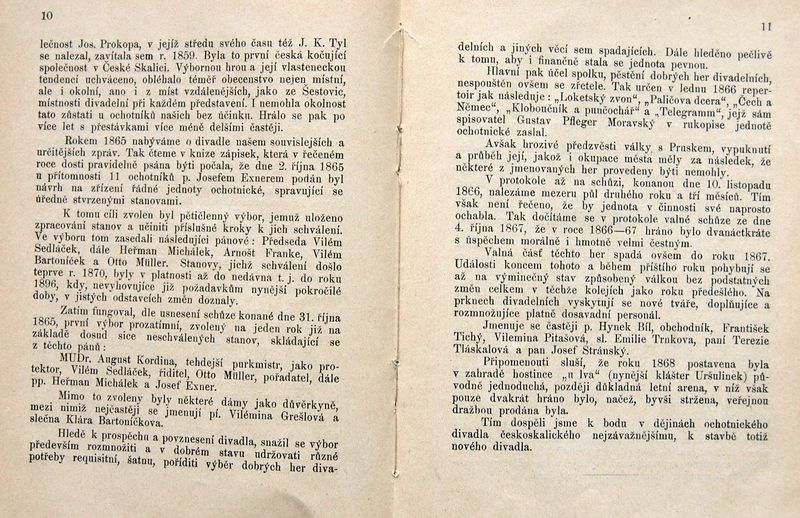 10
lečnost Jos. Prokopa, v jejíž středu svého času též J. K. Tyl
se nalezal, zavítala sem r. 1859. Byla to první česká kočující
společnost v České Skalici. Výbornou hrou a její vlasteneckou
tendencí uchváceno, obléhalo téměř obecenstvo nejen místní,
ale i okolní, ano i z míst vzdálenějších, jako ze Šestovic,
místnosti divadelní při každém představení. I nemohla okolnost
tato zůstati u ochotníků našich bez účinku. Hrálo se pak po
více let s přestávkami více méně delšími častěji.
Rokem 1865 nabýváme o divadle našem souvislejších a
určitějších zpráv. Tak čteme v knize zápisek, která v řečeném
roce dosti pravidelně psána býti počala, že dne 2. října 1865
u přítomnosti 11 ochotníků p. Josefem Exnerem podán byl
návrh na zřízení řádné jednoty ochotnické, spravující se
úředně stvrzenými stanovami.
K tomu cíli zvolen byl pětičlenný výbor, jemuž uloženo
zpracování stanov a učiniti příslušné kroky k jich schválení.
Ve výboru tom zasedali následující pánové: Předseda Vilém
Sedláček, dále Heřman Michálek, Arnošt Franke, Vilém
Bartoníček a Otto Müller. Stanovy, jichž schválení došlo
teprve r. 1870, byly v platnosti až do nedávna t. j. do roku
1896, kdy, nevyhovujíce již požadavkům nynější pokročilé
doby, v jistých odstavcích změn doznaly.
Zatím fungoval, dle usnesení schůze konané dne 31. října
1865, první výbor prozatímní, zvolený na jeden rok již na
základě dosud sice neschválených stanov, skládající se
z těchto pánů:
MUDr. August Kordina, tehdejší purkmistr, jako pro-
tektor, Vilém Sedláček, řiditel, Otto Müller, pořadatel, dále
pp. Heřman Michálek a Josef Exner.
Mimo to zvoleny byly některé dámy jako důvěrkyně,
mezi nimiž nejčastěji se jmenují pí. Vilémina Grešlová a
slečna Klára Bartoníčkova.
Hledě k prospěchu a povznesení divadla, snažil se výbor
především rozmnožiti a v dobrém stavu udržovati různé
potřeby requisitní, šatnu, poříditi výběr dobrých her diva-
11
delních a jiných věcí sem spadajících. Dále hleděno pečlivě
k tomu, aby i finančně stala se jednota pevnou.
Hlavní pak účel spolku, pěstění dobrých her divadelních,
nespouštěn ovšem se zřetele. Tak určen v lednu 1866 reper-
toir jak následuje: „Loketský zvon“, „Paličova dcera“, „Čech a
Němec“, „Kloboučník a punčochář“ a „Telegramm“, jejž sám
spisovatel Gustav Pfleger Moravský v rukopise jednotě
ochotnické zaslal.
Avšak hrozivé předzvěsti války s Pruskem, vypuknutí
a průběh její, jakož i okupace města měly za následek, že
některé z jmenovaných her provedeny býti nemohly.
V protokole až na schůzi, konanou dne 10. listopadu
1866, nalezáme mezeru půl druhého roku a tří měsíců. Tím
však není řečeno, že by jednota v činnosti své naprosto
ochabla. Tak dočítáme se v protokole valné schůze ze dne
4. října 1867, že v roce 1866—67 hráno bylo dvanáctkráte
s úspěchem morálně i hmotně velmi čestným.
Valná část těchto her spadá ovšem do roku 1867.
Události koncem tohoto a během příštího roku pohybují se
až na výminečný stav způsobený válkou bez podstatných
změn celkem v těchže kolejích jako roku předešlého. Na
prknech divadelních vyskytují se nové tváře, doplňujíce a
rozmnožujíce platně dosavadní personál.
Jmenuje se častěji p. Hynek Bíl, obchodník, František
Tichý, Vilemina Pitašová, sl. Emilie Trnkova, paní Terezie
Tláskalová a pan Josef Stránský.
Připomenouti sluší, že roku 1868 postavena byla
v zahradě hostince „u lva“ (nynější klášter Uršulinek) pů-
vodně jednoduchá, později důkladná letní arena, v níž však
pouze dvakrát hráno bylo, načež, byvši stržena, veřejnou
dražbou prodána byla.
Tím dospěli jsme k bodu v dějinách ochotnického
divadla českoskalického nejzávažnějšímu, k stavbě totiž
nového divadla.